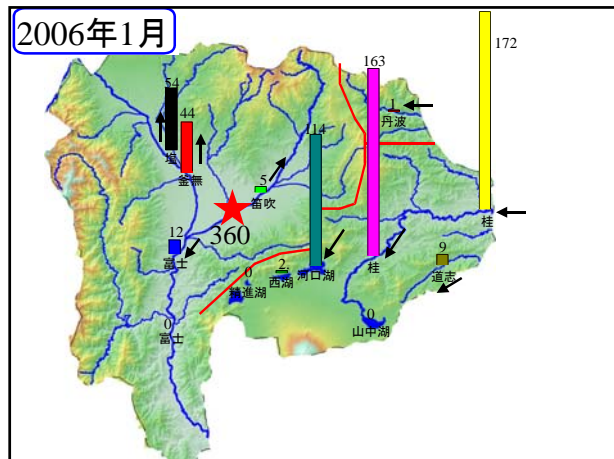 2006年1月
172
163
54
44
114
1
丹波
塩
釜無
5
笛吹
360
12
富士
桂
9
道志
2
西湖
河口湖
桂
0
精進湖
0
山中湖
0
富士